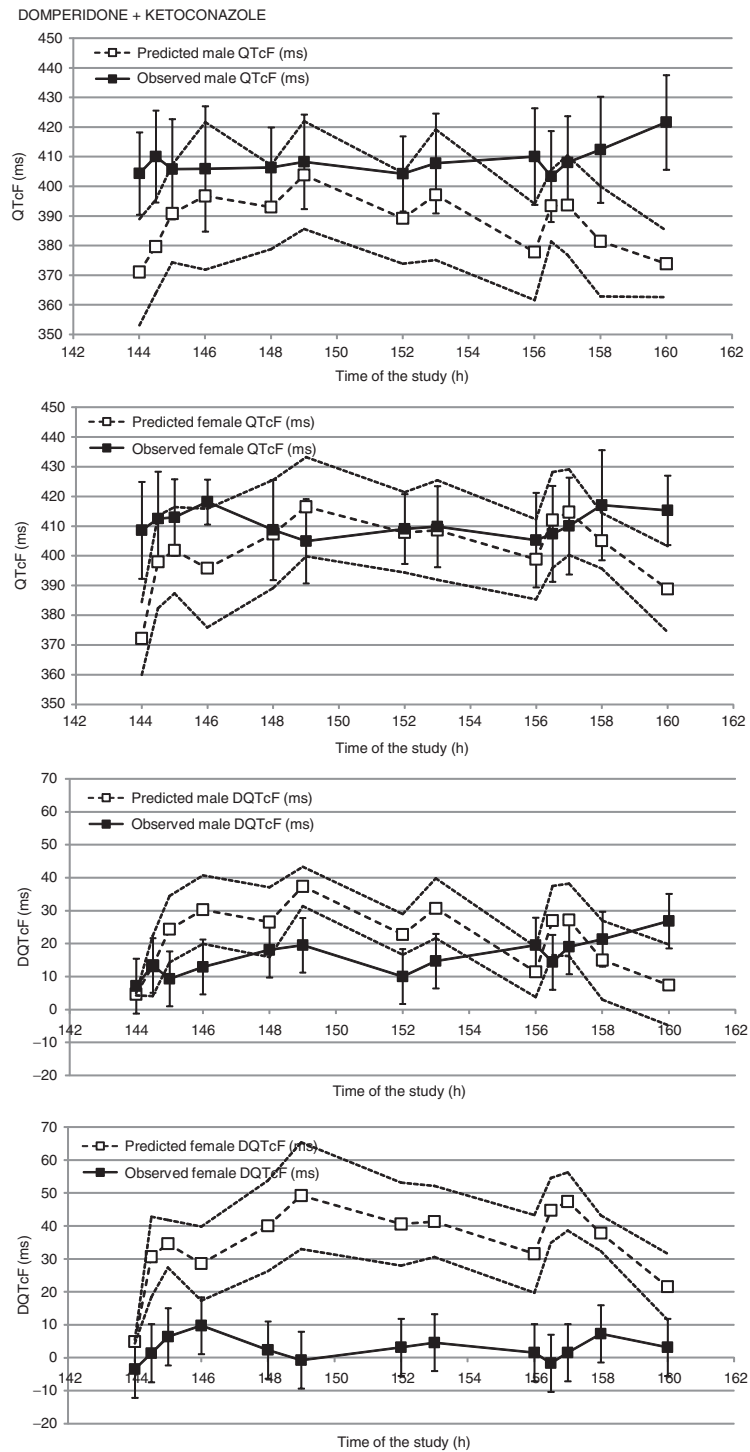 DOMPERIDONE + KETOCONAZOLE
450
440
430
420
410
400
390
380
370
360
350
QTcF (ms)
Predicted male QTcF (ms)
Observed male QTcF (ms)
142 144 146 148 150 152 154 156 158 160 162
Time of the study (h)
450
440
430
420
410
400
390
380
370
360
350
QTcF (ms)
Predicted female QTcF (ms)
Observed female QTcF (ms)
142 144 146 148 150 152 154 156 158 160 162
Time of the study (h)
70
60
50
40
30
20
10
0
–10
–20
DQTcF (ms)
Predicted male DQTcF (ms)
Observed male DQTcF (ms)
142 144 146 148 150 152 154 156 158 160 162
Time of the study (h)
70
60
50
40
30
20
10
0
–10
–20
DQTcF (ms)
Predicted female DQTcF (ms)
Observed female DQTcF (ms)
142 144 146 148 150 152 154 156 158 160 162
Time of the study (h)